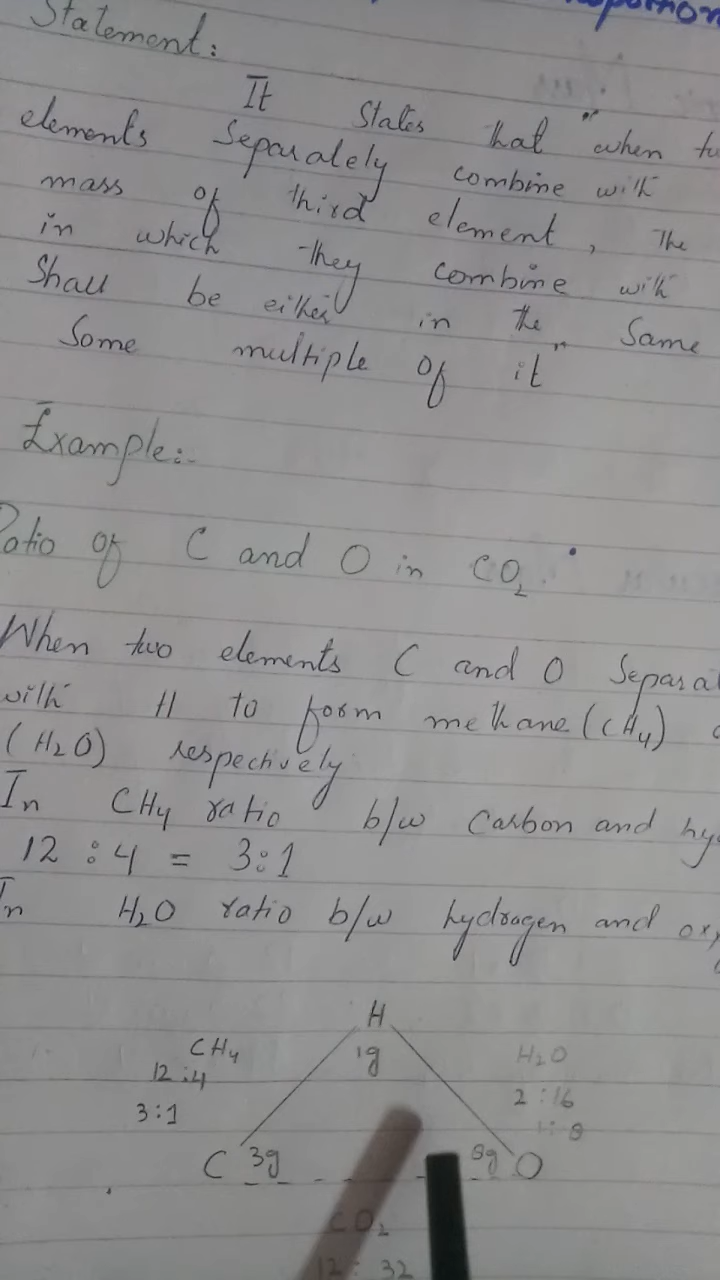 Statement:
It states that "when
elements Separately combine with
mass of third element, The
in which they combine with
Shall be either in the Same
Some multiple of it"
Example:-
Ratio of C and O in CO₂.
When two elements C and O Separat
with H to form methane (CH₄)
(H₂O) respectively
In CH₄ ratio b/w Carbon and hyd
12 : 4 = 3:1
In H₂O ratio b/w hydrogen and oxy
H
1g
CH₄
12 : 4
3 : 1
H₂O
2 : 16
1 : 8
C 3g
8g O
CO₂
12 : 32